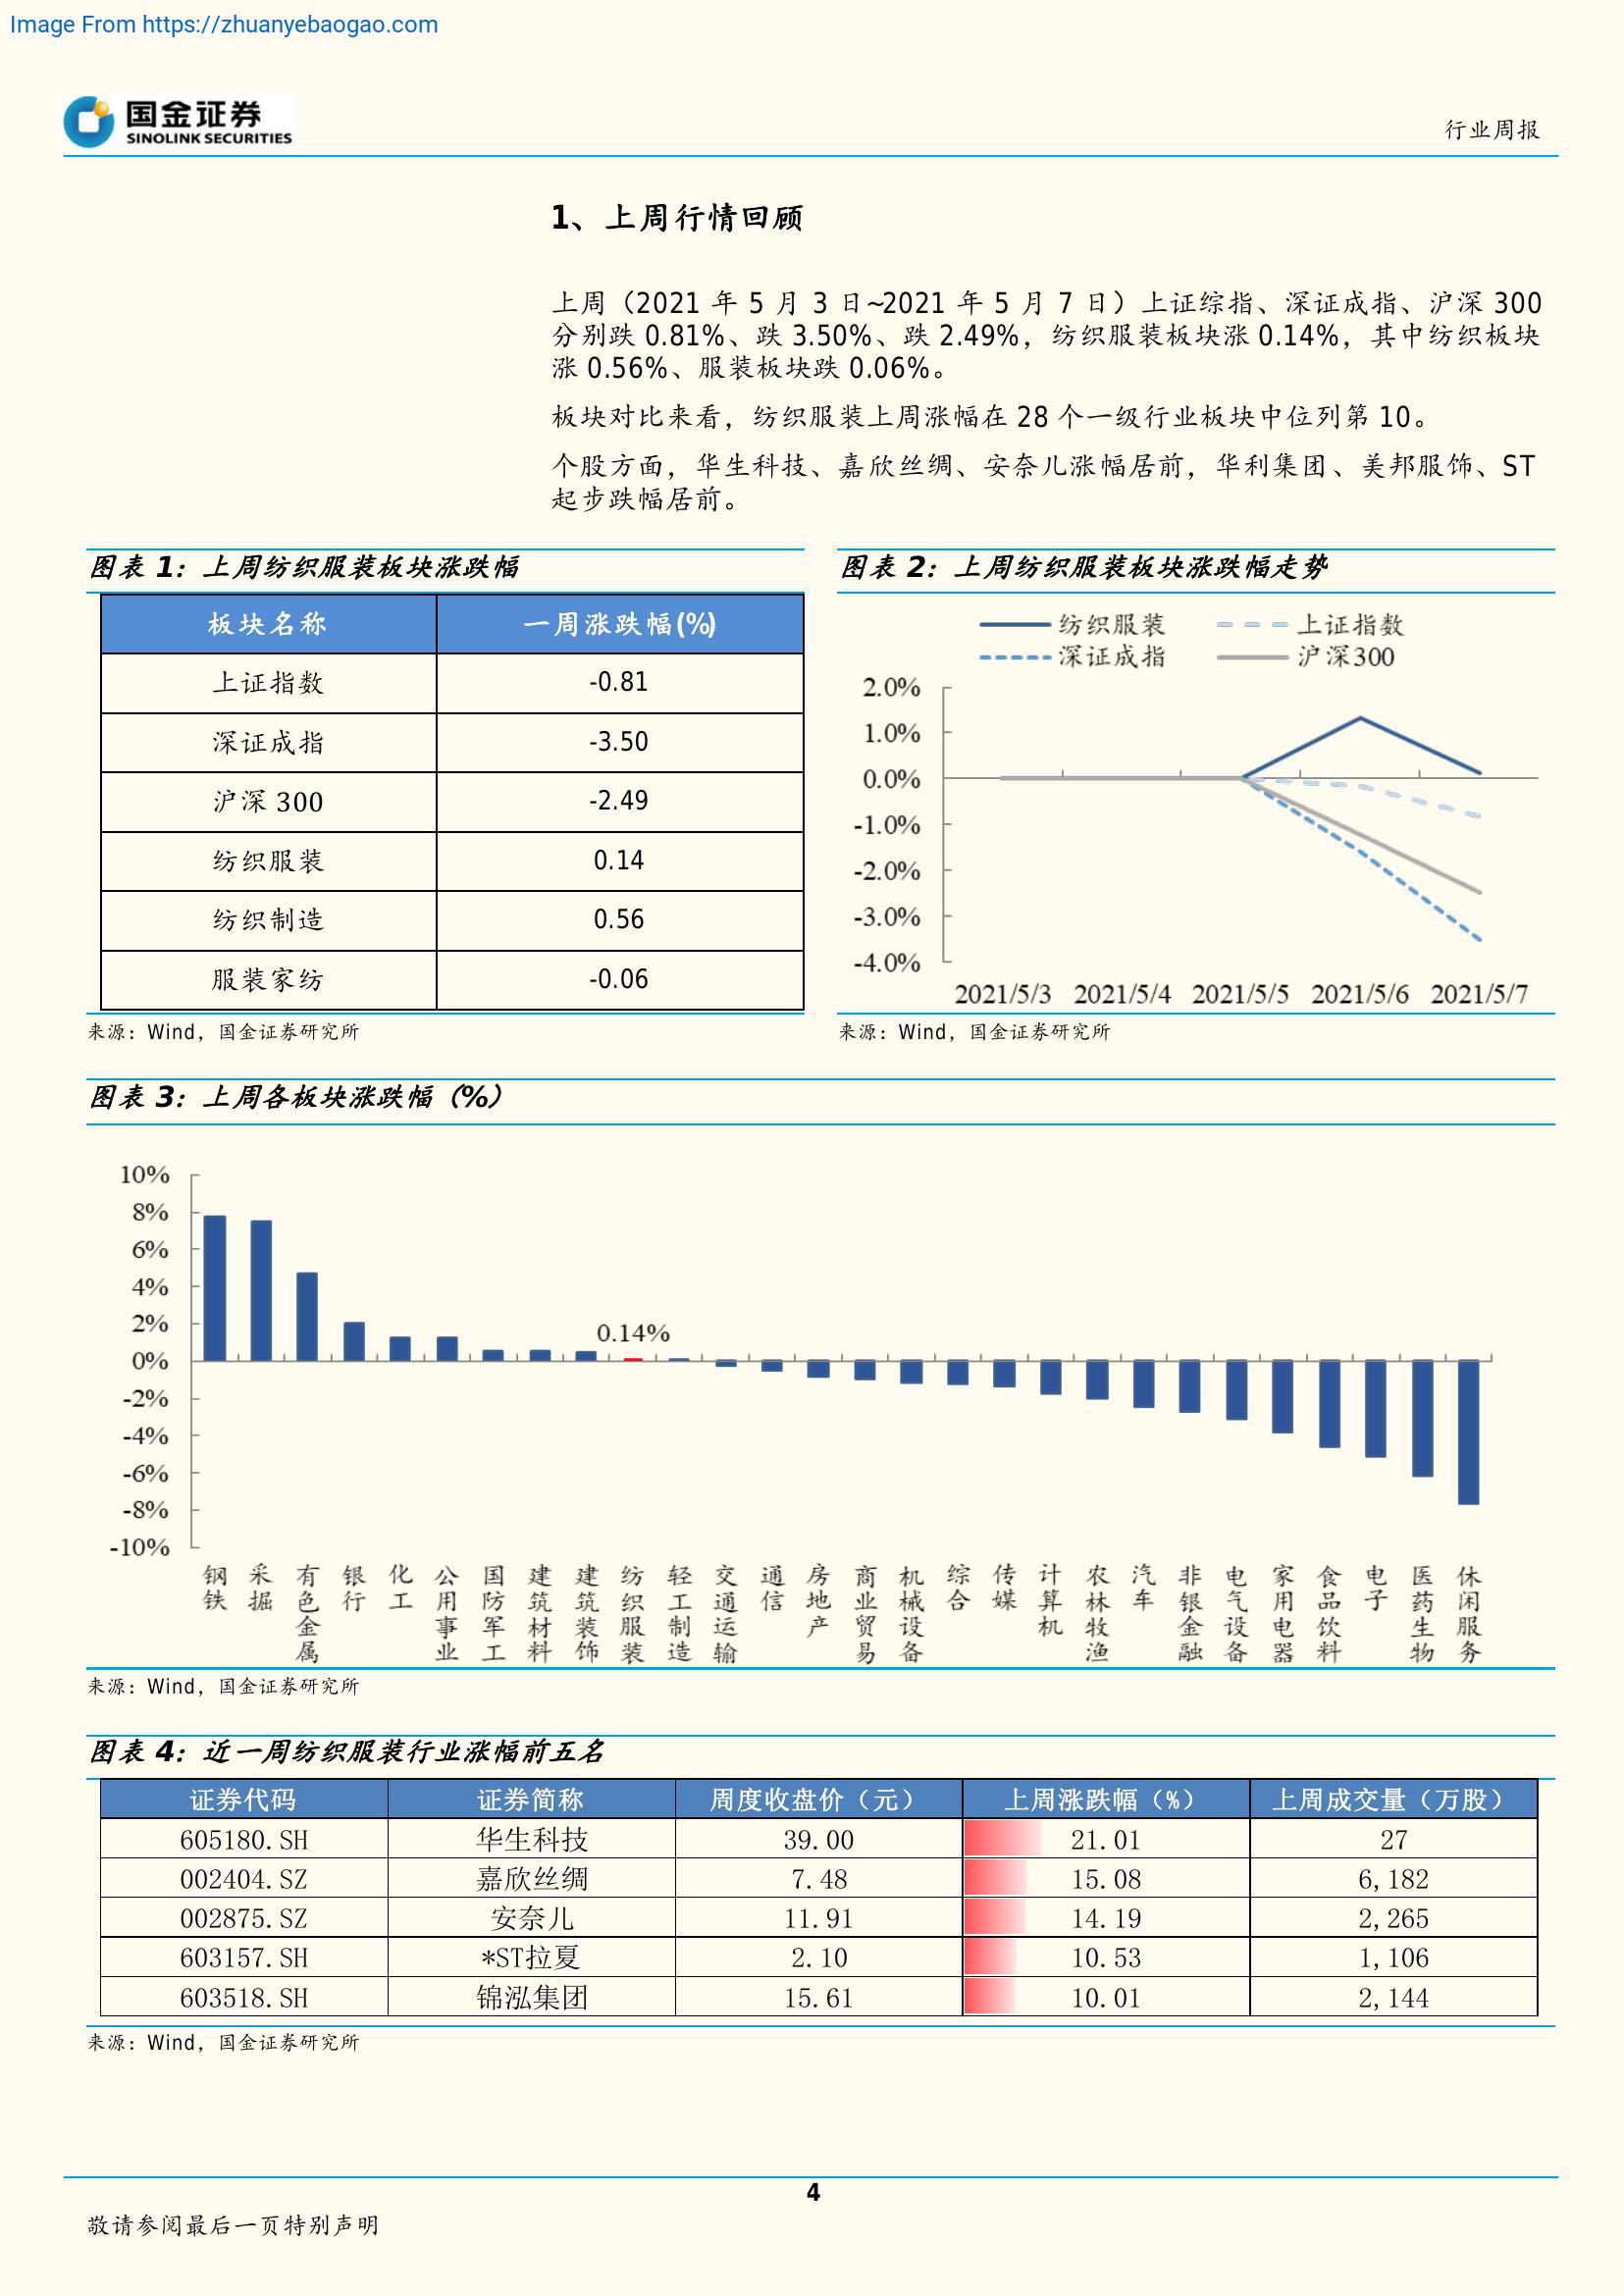 Image From https://zhuanyebaogao.com
国金证券
SINOLINK SECURITIES
行业周报
1、上周行情回顾
上周（2021 年 5 月 3 日~2021 年 5 月 7 日）上证综指、深证成指、沪深 300
分别跌 0.81%、跌 3.50%、跌 2.49%，纺织服装板块涨 0.14%，其中纺织板块
涨 0.56%、服装板块跌 0.06%。
板块对比来看，纺织服装上周涨幅在 28 个一级行业板块中位列第 10。
个股方面，华生科技、嘉欣丝绸、安奈儿涨幅居前，华利集团、美邦服饰、ST
起步跌幅居前。
图表 1：上周纺织服装板块涨跌幅
板块名称 一周涨跌幅(%)
上证指数 -0.81
深证成指 -3.50
沪深 300 -2.49
纺织服装 0.14
纺织制造 0.56
服装家纺 -0.06
来源：Wind，国金证券研究所
图表 2：上周纺织服装板块涨跌幅走势
纺织服装 上证指数
深证成指 沪深300
2.0%
1.0%
0.0%
-1.0%
-2.0%
-3.0%
-4.0%
2021/5/3 2021/5/4 2021/5/5 2021/5/6 2021/5/7
来源：Wind，国金证券研究所
图表 3：上周各板块涨跌幅（%）
10%
8%
6%
4%
2%
0%
-2%
-4%
-6%
-8%
-10%
0.14%
钢铁
采掘
有色金属
银行
化工
公用事业
国防军工
建筑材料
建筑装饰
纺织服装
轻工制造
交通运输
通信
房地产
商业贸易
机械设备
综合
传媒
计算机
农林牧渔
汽车
非银金融
电气设备
家用电器
食品饮料
电子
医药生物
休闲服务
来源：Wind，国金证券研究所
图表 4：近一周纺织服装行业涨幅前五名
证券代码 证券简称 周度收盘价（元） 上周涨跌幅（%） 上周成交量（万股）
605180.SH 华生科技 39.00 21.01 27
002404.SZ 嘉欣丝绸 7.48 15.08 6,182
002875.SZ 安奈儿 11.91 14.19 2,265
603157.SH *ST拉夏 2.10 10.53 1,106
603518.SH 锦泓集团 15.61 10.01 2,144
来源：Wind，国金证券研究所
4
敬请参阅最后一页特别声明